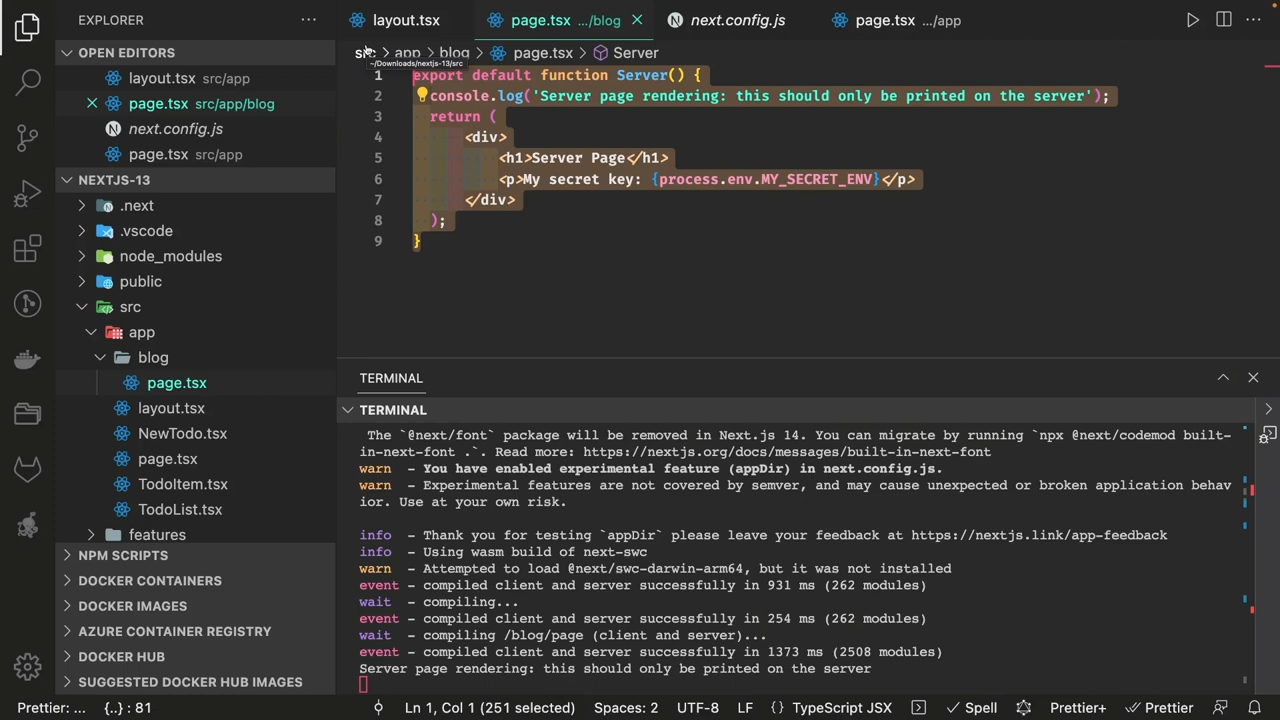 EXPLORER
OPEN EDITORS
layout.tsx src/app
page.tsx src/app/blog
next.config.js
page.tsx src/app
NEXTJS-13
.next
.vscode
node_modules
public
src
app
blog
page.tsx
layout.tsx
NewTodo.tsx
page.tsx
TodoItem.tsx
TodoList.tsx
features
NPM SCRIPTS
DOCKER CONTAINERS
DOCKER IMAGES
AZURE CONTAINER REGISTRY
DOCKER HUB
SUGGESTED DOCKER HUB IMAGES
layout.tsx page.tsx .../blog next.config.js page.tsx .../app
src > app > blog > page.tsx > Server
~/Downloads/nextjs-13/src
1 export default function Server() {
2 console.log('Server page rendering: this should only be printed on the server');
3 return (
4 <div>
5 <h1>Server Page</h1>
6 <p>My secret key: {process.env.MY_SECRET_ENV}</p>
7 </div>
8 );
9 }
TERMINAL
TERMINAL
The `@next/font` package will be removed in Next.js 14. You can migrate by running `npx @next/codemod built-
in-next-font .`. Read more: https://nextjs.org/docs/messages/built-in-next-font
warn - You have enabled experimental feature (appDir) in next.config.js.
warn - Experimental features are not covered by semver, and may cause unexpected or broken application behav
ior. Use at your own risk.
info - Thank you for testing `appDir` please leave your feedback at https://nextjs.link/app-feedback
info - Using wasm build of next-swc
warn - Attempted to load @next/swc-darwin-arm64, but it was not installed
event - compiled client and server successfully in 931 ms (262 modules)
wait - compiling...
event - compiled client and server successfully in 254 ms (262 modules)
wait - compiling /blog/page (client and server)...
event - compiled client and server successfully in 1373 ms (2508 modules)
Server page rendering: this should only be printed on the server
Prettier: ... {..} : 81 Ln 1, Col 1 (251 selected) Spaces: 2 UTF-8 LF {} TypeScript JSX Spell Prettier+ Prettier